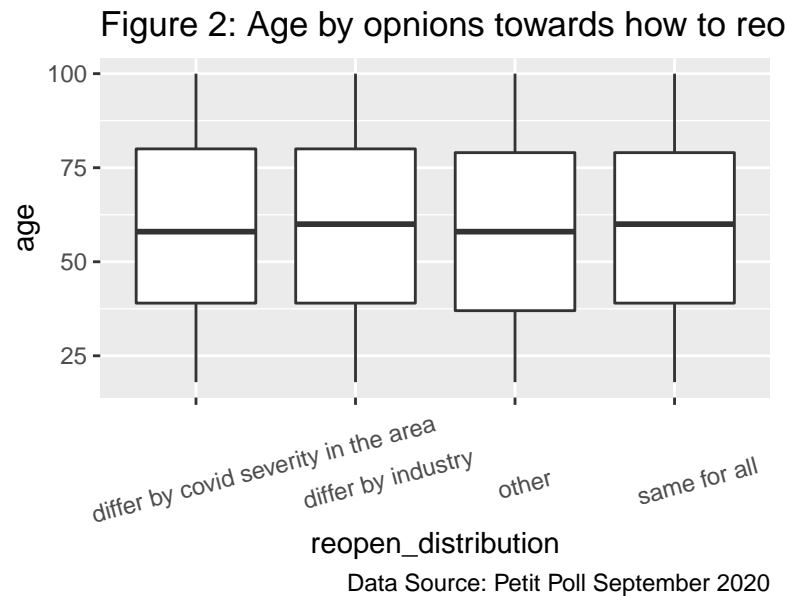 Figure 2: Age by opnions towards how to reo
100
75
50
25
age
differ by covid severity in the area
differ by industry
other
same for all
reopen_distribution
Data Source: Petit Poll September 2020